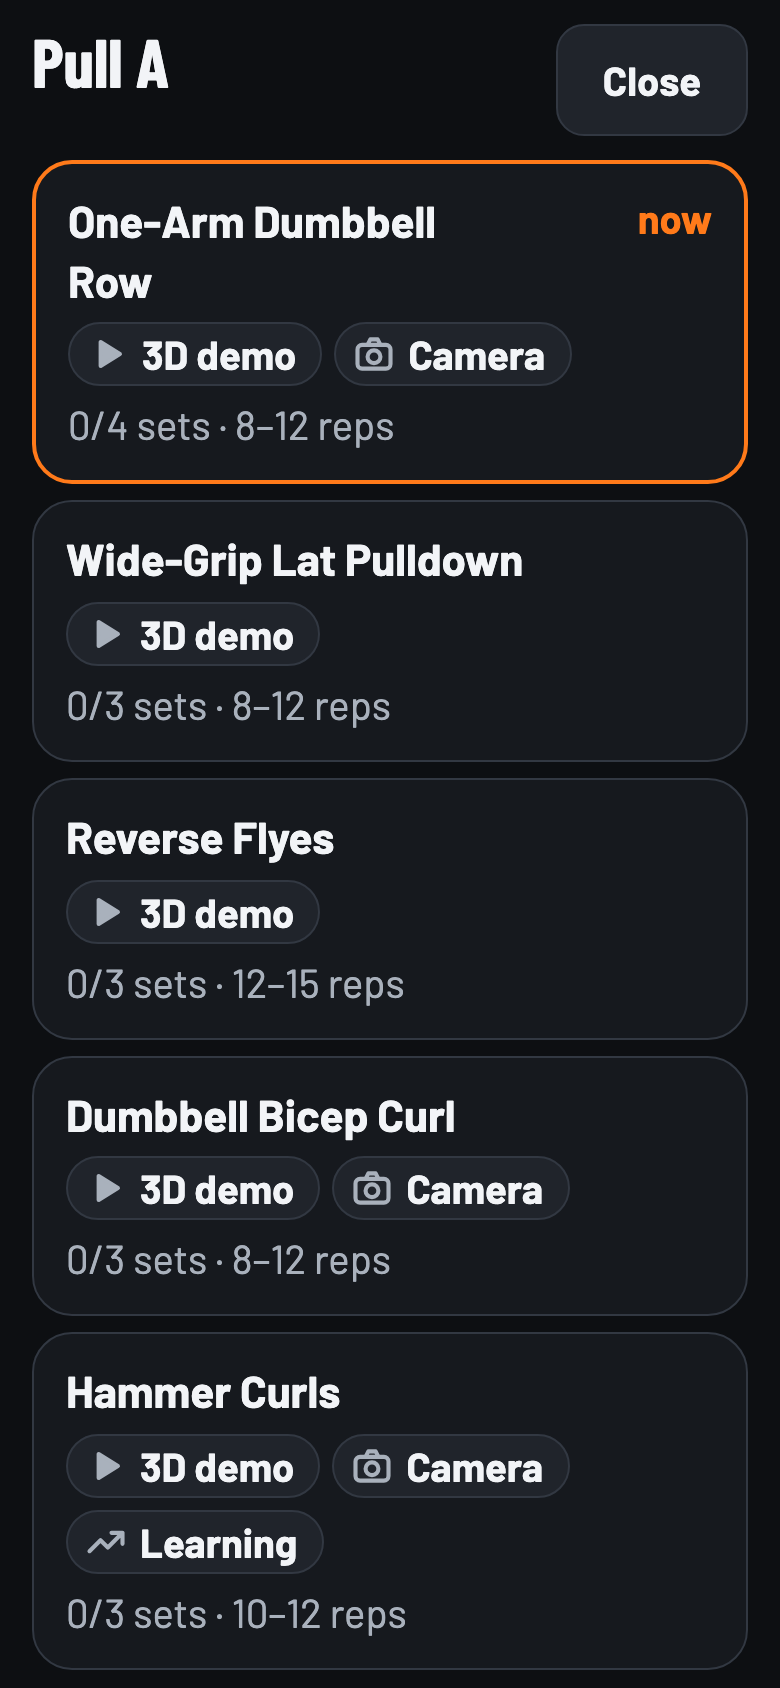 Pull A
Close
One-Arm Dumbbell
Row
now
3D demo
Camera
0/4 sets · 8–12 reps
Wide-Grip Lat Pulldown
3D demo
0/3 sets · 8–12 reps
Reverse Flyes
3D demo
0/3 sets · 12–15 reps
Dumbbell Bicep Curl
3D demo
Camera
0/3 sets · 8–12 reps
Hammer Curls
3D demo
Camera
Learning
0/3 sets · 10–12 reps